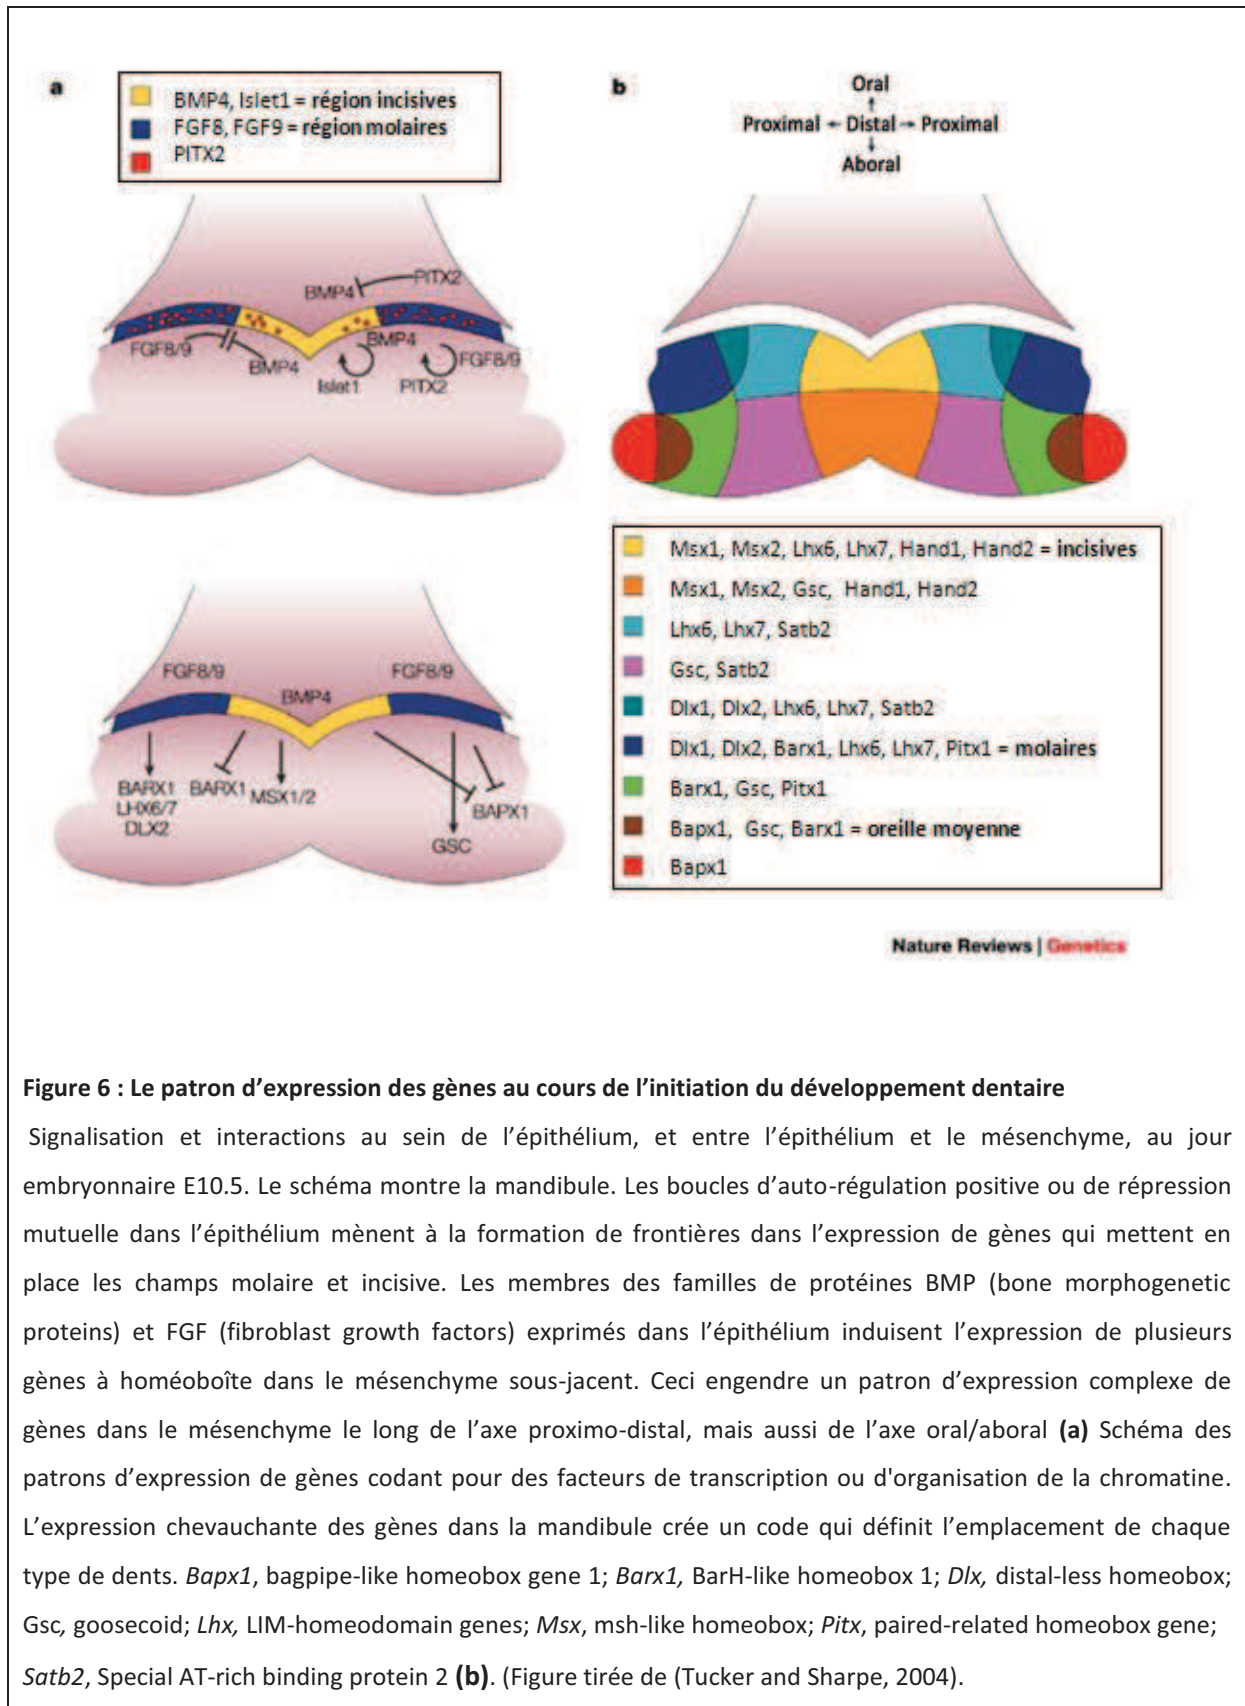 a
BMP4, Islet1 = région incisives
FGF8, FGF9 = région molaires
PITX2
BMP4
PITX2
FGF8/9
BMP4
BMP4
Islet1
PITX2
FGF8/9
FGF8/9
FGF8/9
BMP4
BARX1
LHX6/7
DLX2
BARX1
MSX1/2
BAPX1
GSC
b
Oral
Proximal Distal Proximal
Aboral
Msx1, Msx2, Lhx6, Lhx7, Hand1, Hand2 = incisives
Msx1, Msx2, Gsc, Hand1, Hand2
Lhx6, Lhx7, Satb2
Gsc, Satb2
Dlx1, Dlx2, Lhx6, Lhx7, Satb2
Dlx1, Dlx2, Barx1, Lhx6, Lhx7, Pitx1 = molaires
Barx1, Gsc, Pitx1
Bapx1, Gsc, Barx1 = oreille moyenne
Bapx1
Nature Reviews | Genetics
Figure 6 : Le patron d’expression des gènes au cours de l’initiation du développement dentaire
Signalisation et interactions au sein de l’épithélium, et entre l’épithélium et le mésenchyme, au jour
embryonnaire E10.5. Le schéma montre la mandibule. Les boucles d’auto-régulation positive ou de répression
mutuelle dans l’épithélium mènent à la formation de frontières dans l’expression de gènes qui mettent en
place les champs molaire et incisive. Les membres des familles de protéines BMP (bone morphogenetic
proteins) et FGF (fibroblast growth factors) exprimés dans l’épithélium induisent l’expression de plusieurs
gènes à homéoboîte dans le mésenchyme sous-jacent. Ceci engendre un patron d’expression complexe de
gènes dans le mésenchyme le long de l’axe proximo-distal, mais aussi de l’axe oral/aboral (a) Schéma des
patrons d’expression de gènes codant pour des facteurs de transcription ou d'organisation de la chromatine.
L’expression chevauchante des gènes dans la mandibule crée un code qui définit l’emplacement de chaque
type de dents. Bapx1, bagpipe-like homeobox gene 1; Barx1, BarH-like homeobox 1; Dlx, distal-less homeobox;
Gsc, goosecoid; Lhx, LIM-homeodomain genes; Msx, msh-like homeobox; Pitx, paired-related homeobox gene;
Satb2, Special AT-rich binding protein 2 (b). (Figure tirée de (Tucker and Sharpe, 2004).